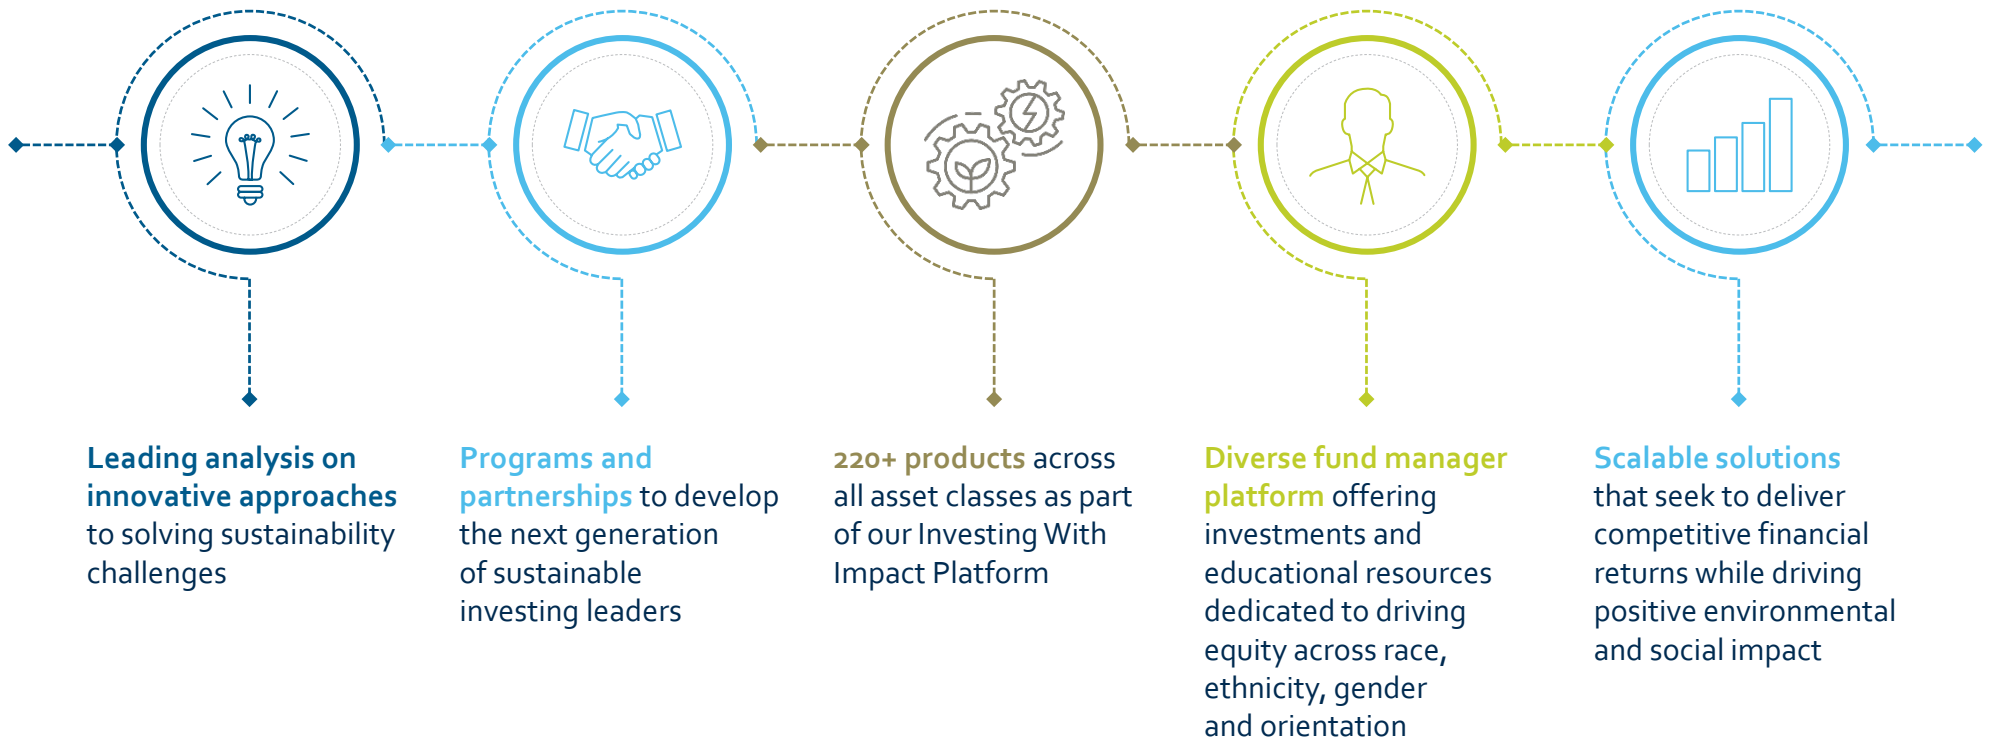 Leading analysis on
innovative approaches
to solving sustainability
challenges
Programs and
partnerships to develop
the next generation
of sustainable
investing leaders
220+ products across
all asset classes as part
of our Investing With
Impact Platform
Diverse fund manager
platform offering
investments and
educational resources
dedicated to driving
equity across race,
ethnicity, gender
and orientation
Scalable solutions
that seek to deliver
competitive financial
returns while driving
positive environmental
and social impact